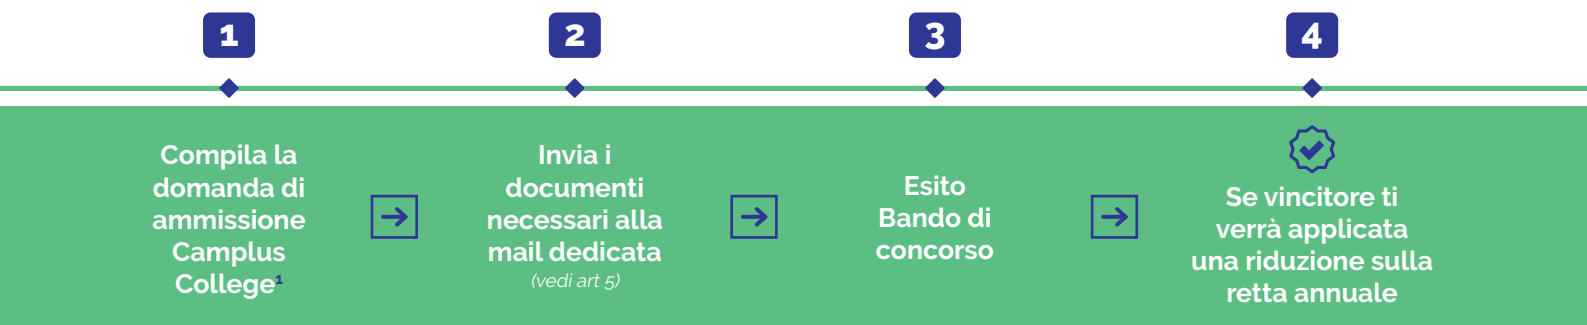 1
2
3
4
Compila la
domanda di
ammissione
Camplus
College¹
Invia i
documenti
necessari alla
mail dedicata
(vedi art 5)
Esito
Bando di
concorso
Se vincitore ti
verrà applicata
una riduzione sulla
retta annuale